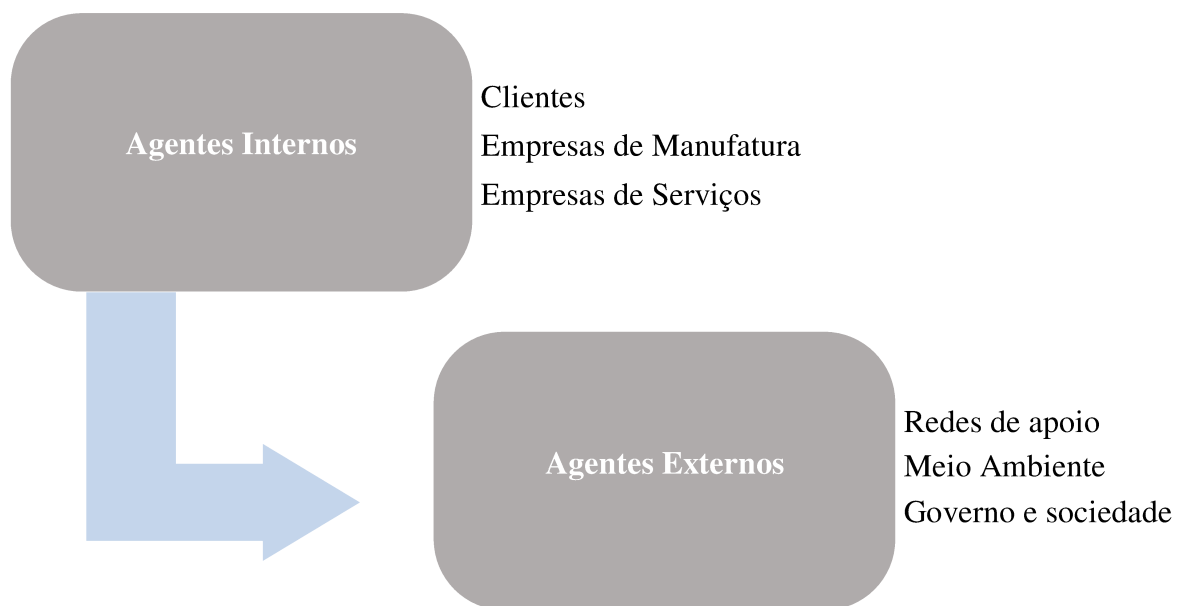 Agentes Internos
Clientes
Empresas de Manufatura
Empresas de Serviços
Agentes Externos
Redes de apoio
Meio Ambiente
Governo e sociedade